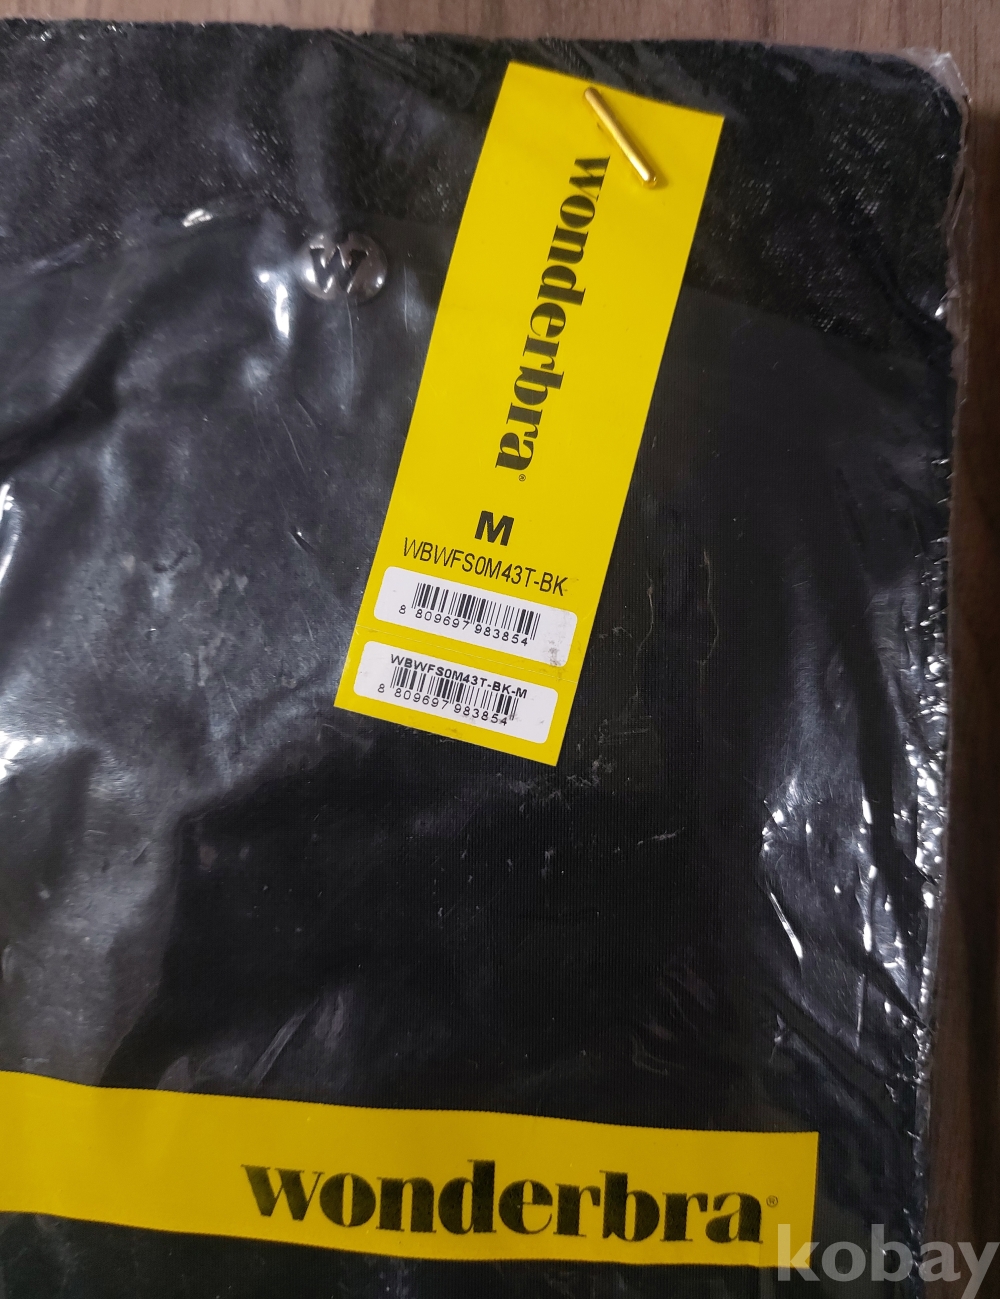 W
wonderbra®
M
WBWFS0M43T-BK
8 809697 983854
WBWFS0M43T-BK-M
8 809697 983854
wonderbra®
kobay